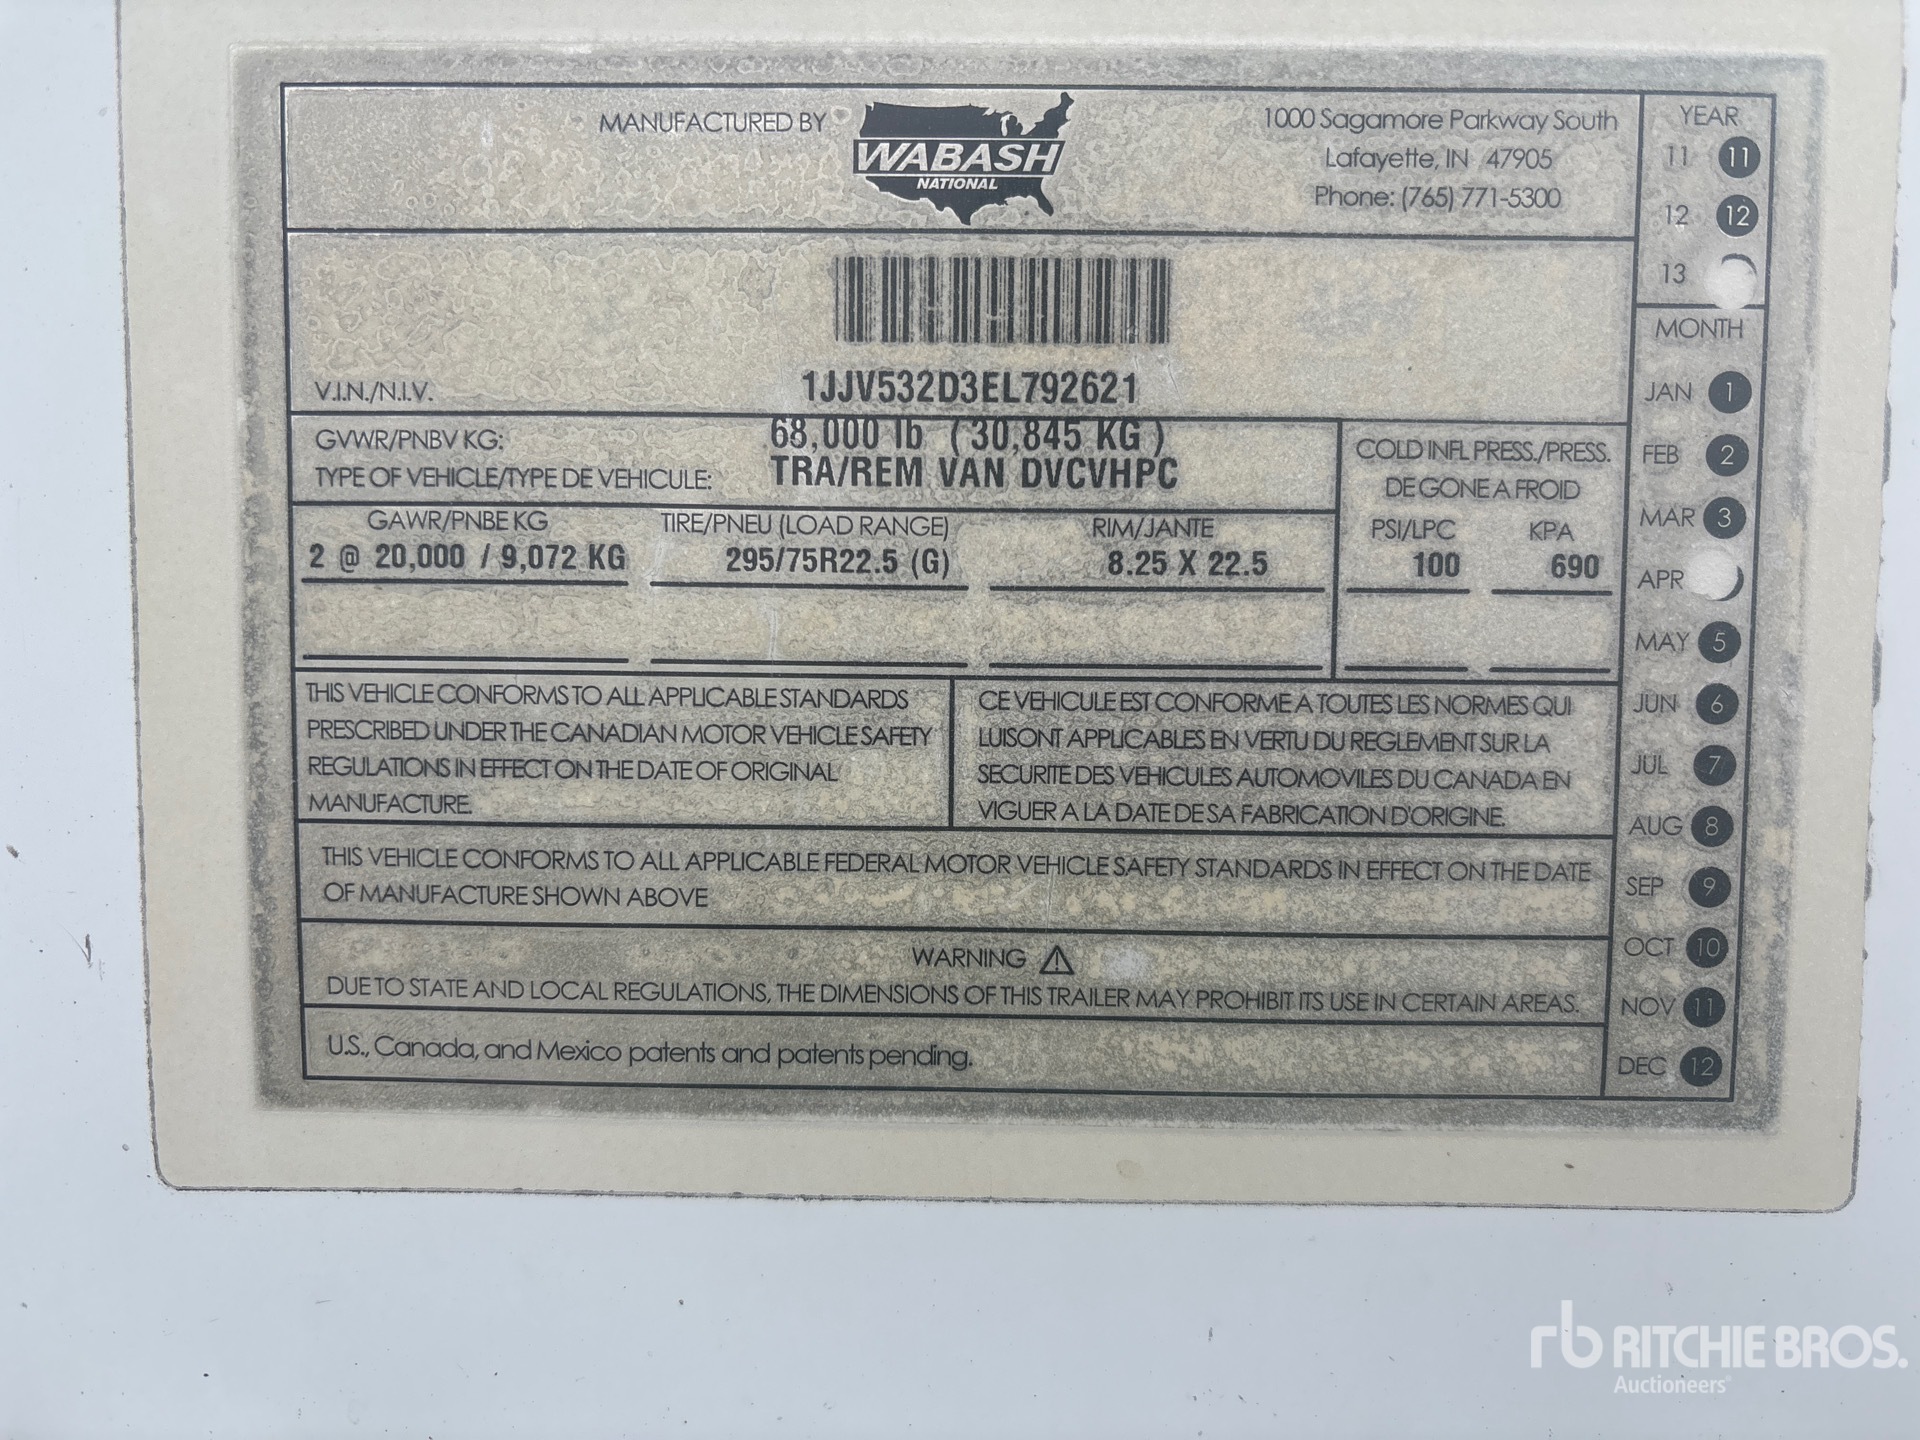 MANUFACTURED BY
WABASH
NATIONAL
1000 Sagamore Parkway South
Lafayette, IN 47905
Phone: (765) 771-5300
V.I.N./N.I.V. 1JJV532D3EL792621
GVWR/PNBV KG: 68,000 lb ( 30,845 KG )
TYPE OF VEHICLE/TYPE DE VEHICULE: TRA/REM VAN DVCVHPC
COLD INFL PRESS./PRESS.
DE GONE A FROID
GAWR/PNBE KG TIRE/PNEU (LOAD RANGE) RIM/JANTE PSI/LPC KPA
2 @ 20,000 / 9,072 KG 295/75R22.5 (G) 8.25 X 22.5 100 690
THIS VEHICLE CONFORMS TO ALL APPLICABLE STANDARDS
PRESCRIBED UNDER THE CANADIAN MOTOR VEHICLE SAFETY
REGULATIONS IN EFFECT ON THE DATE OF ORIGINAL
MANUFACTURE.
CE VEHICULE EST CONFORME A TOUTES LES NORMES QUI
LUISONT APPLICABLES EN VERTU DU REGLEMENT SUR LA
SECURITE DES VEHICULES AUTOMOVILES DU CANADA EN
VIGUER A LA DATE DE SA FABRICATION D'ORIGINE.
THIS VEHICLE CONFORMS TO ALL APPLICABLE FEDERAL MOTOR VEHICLE SAFETY STANDARDS IN EFFECT ON THE DATE
OF MANUFACTURE SHOWN ABOVE
WARNING
DUE TO STATE AND LOCAL REGULATIONS, THE DIMENSIONS OF THIS TRAILER MAY PROHIBIT ITS USE IN CERTAIN AREAS.
U.S., Canada, and Mexico patents and patents pending.
YEAR
11 11
12 12
13
MONTH
JAN 1
FEB 2
MAR 3
APR
MAY 5
JUN 6
JUL 7
AUG 8
SEP 9
OCT 10
NOV 11
DEC 12
rb RITCHIE BROS.
Auctioneers